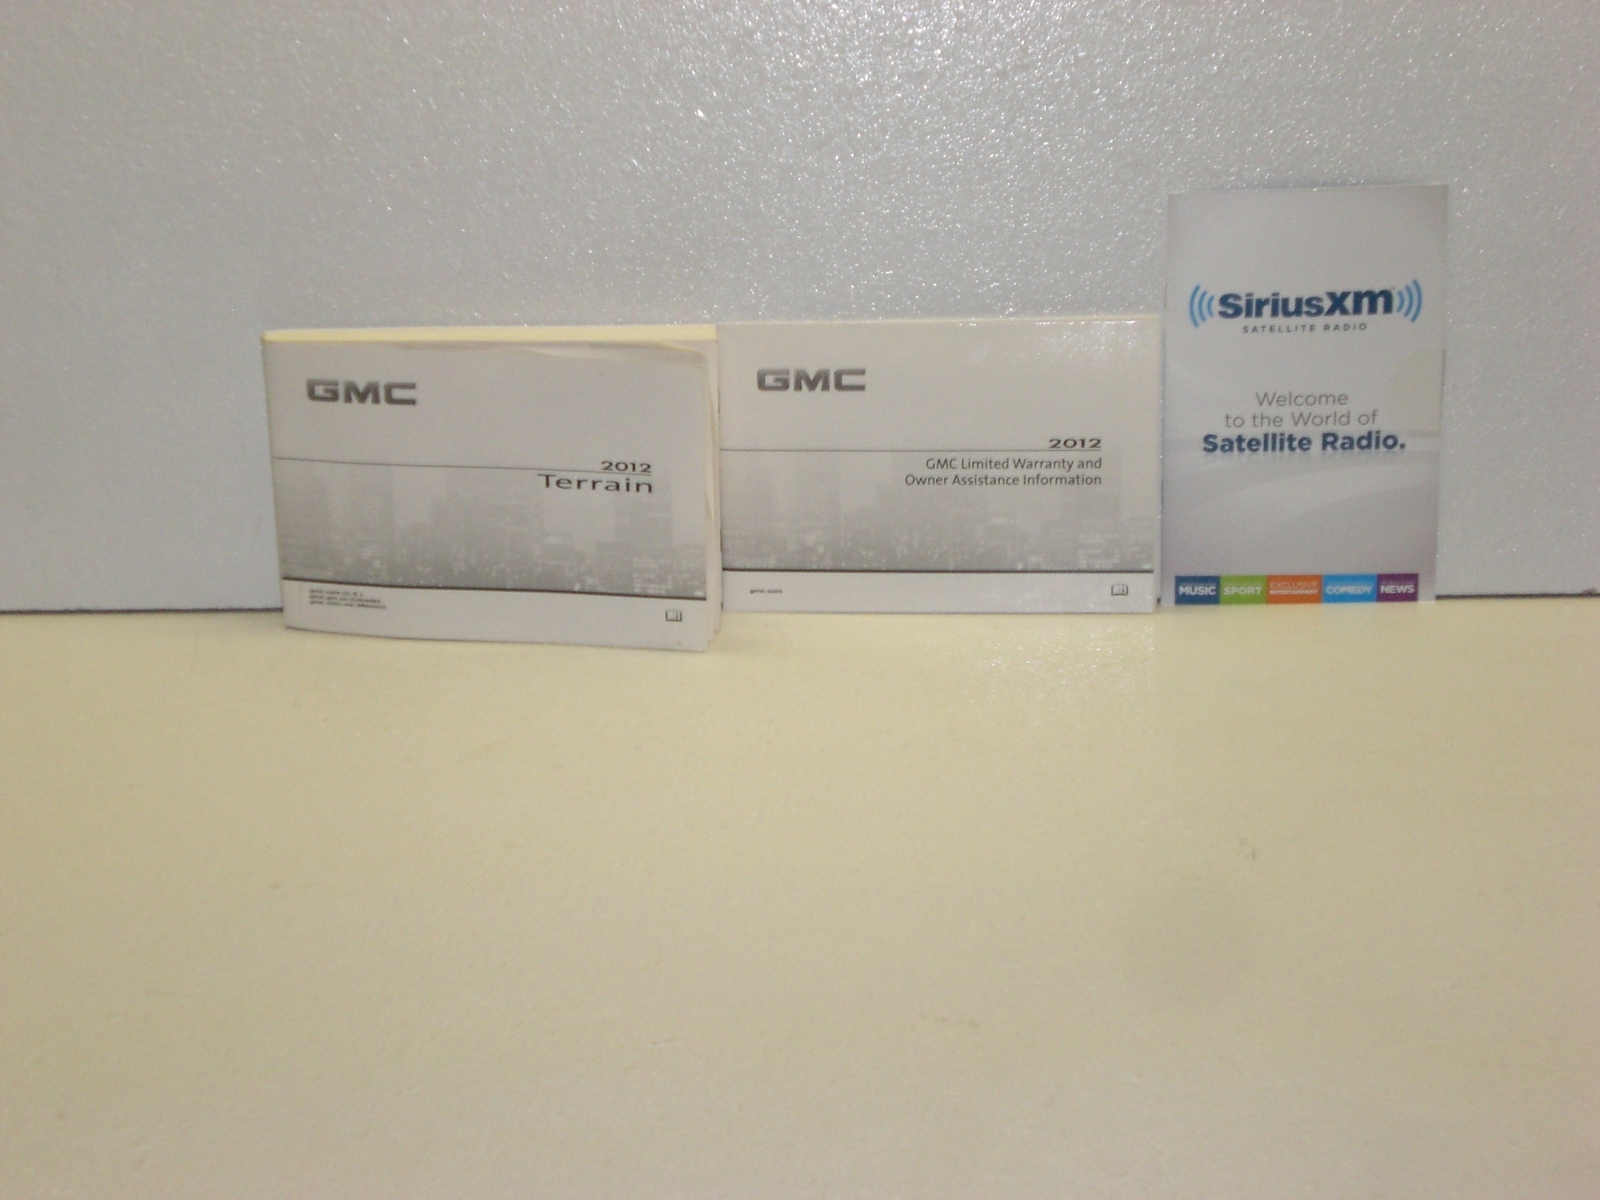 GMC
2012
Terrain
GMC
2012
GMC Limited Warranty and
Owner Assistance Information
SiriusXM
SATELLITE RADIO
Welcome
to the World of
Satellite Radio.
MUSIC SPORT EXCLUSIVE ENTERTAINMENT COMEDY NEWS